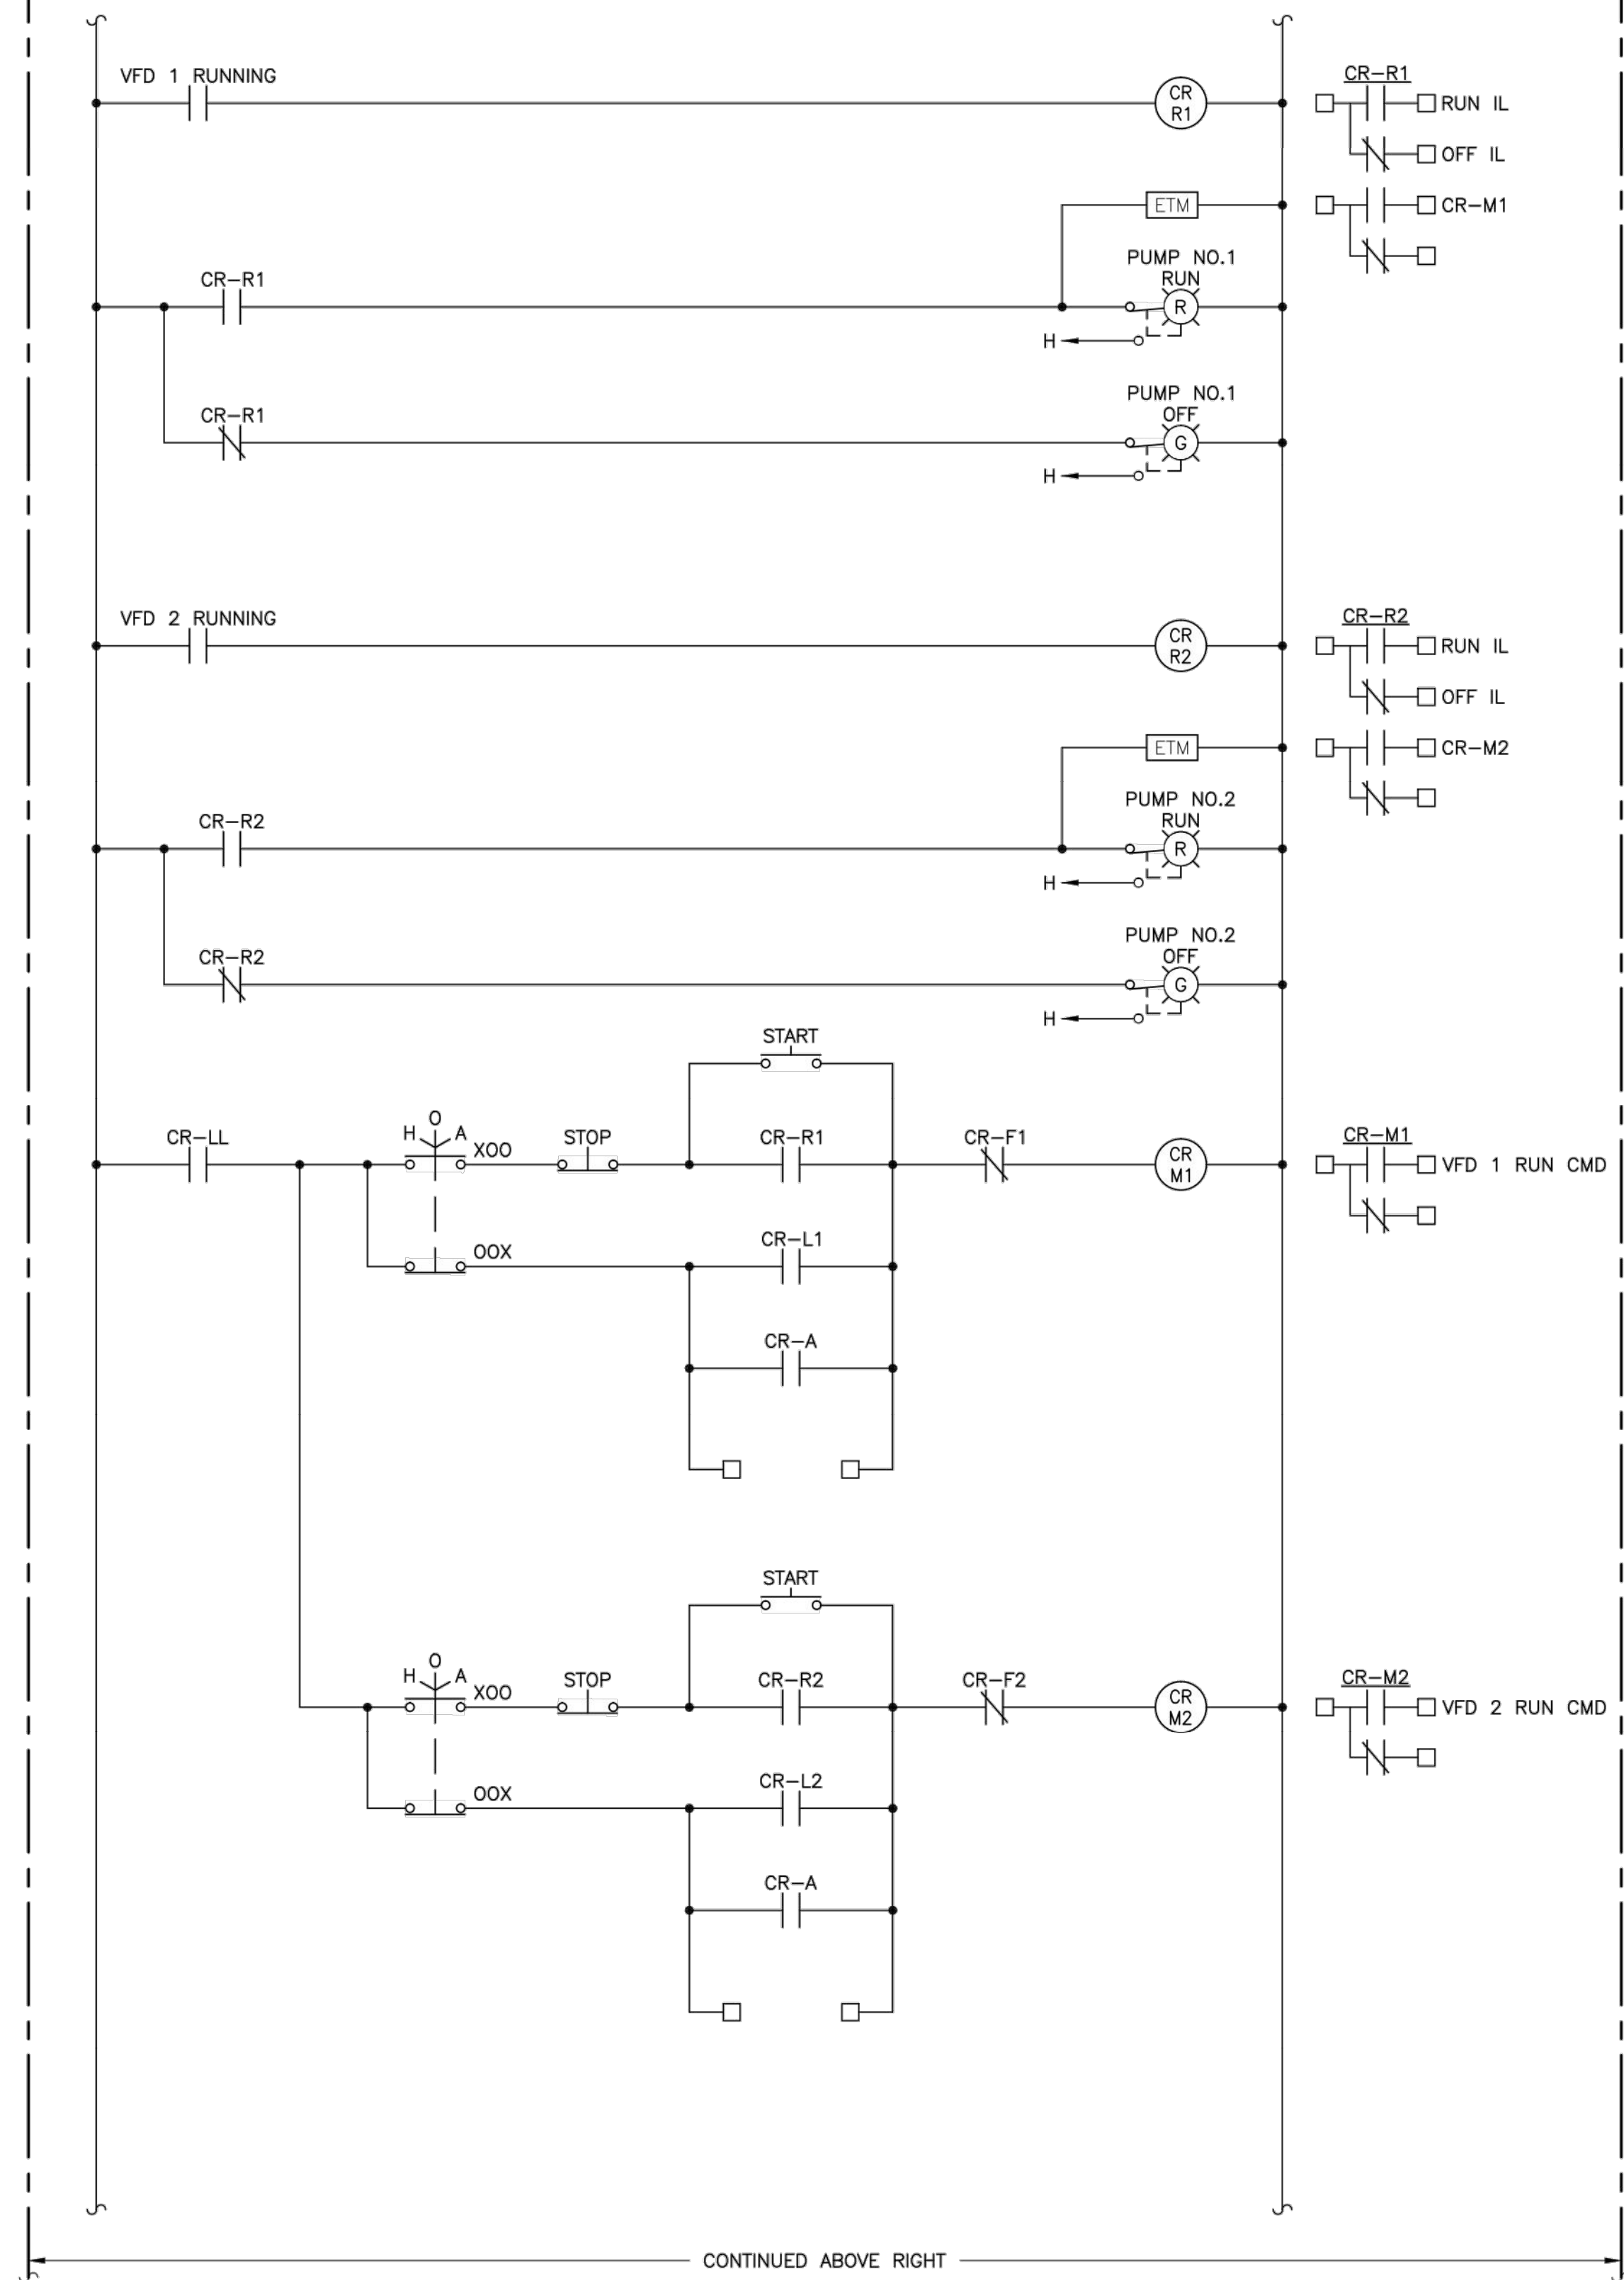 VFD 1 RUNNING
CR
R1
CR-R1
RUN IL
OFF IL
ETM
CR-M1
PUMP NO.1
RUN
CR-R1
R
H
PUMP NO.1
OFF
CR-R1
G
H
VFD 2 RUNNING
CR
R2
CR-R2
RUN IL
OFF IL
ETM
CR-M2
PUMP NO.2
RUN
CR-R2
R
H
PUMP NO.2
OFF
CR-R2
G
H
START
CR-LL
H O A
XOO
STOP
CR-R1
CR-F1
CR
M1
CR-M1
VFD 1 RUN CMD
OOX
CR-L1
CR-A
START
H O A
XOO
STOP
CR-R2
CR-F2
CR
M2
CR-M2
VFD 2 RUN CMD
OOX
CR-L2
CR-A
CONTINUED ABOVE RIGHT